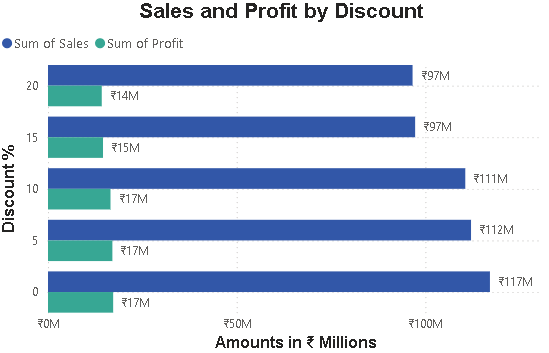 Sales and Profit by Discount
Sum of Sales Sum of Profit
Discount %
20
₹97M
₹14M
15
₹97M
₹15M
10
₹111M
₹17M
5
₹112M
₹17M
0
₹117M
₹17M
₹0M ₹50M ₹100M
Amounts in ₹ Millions